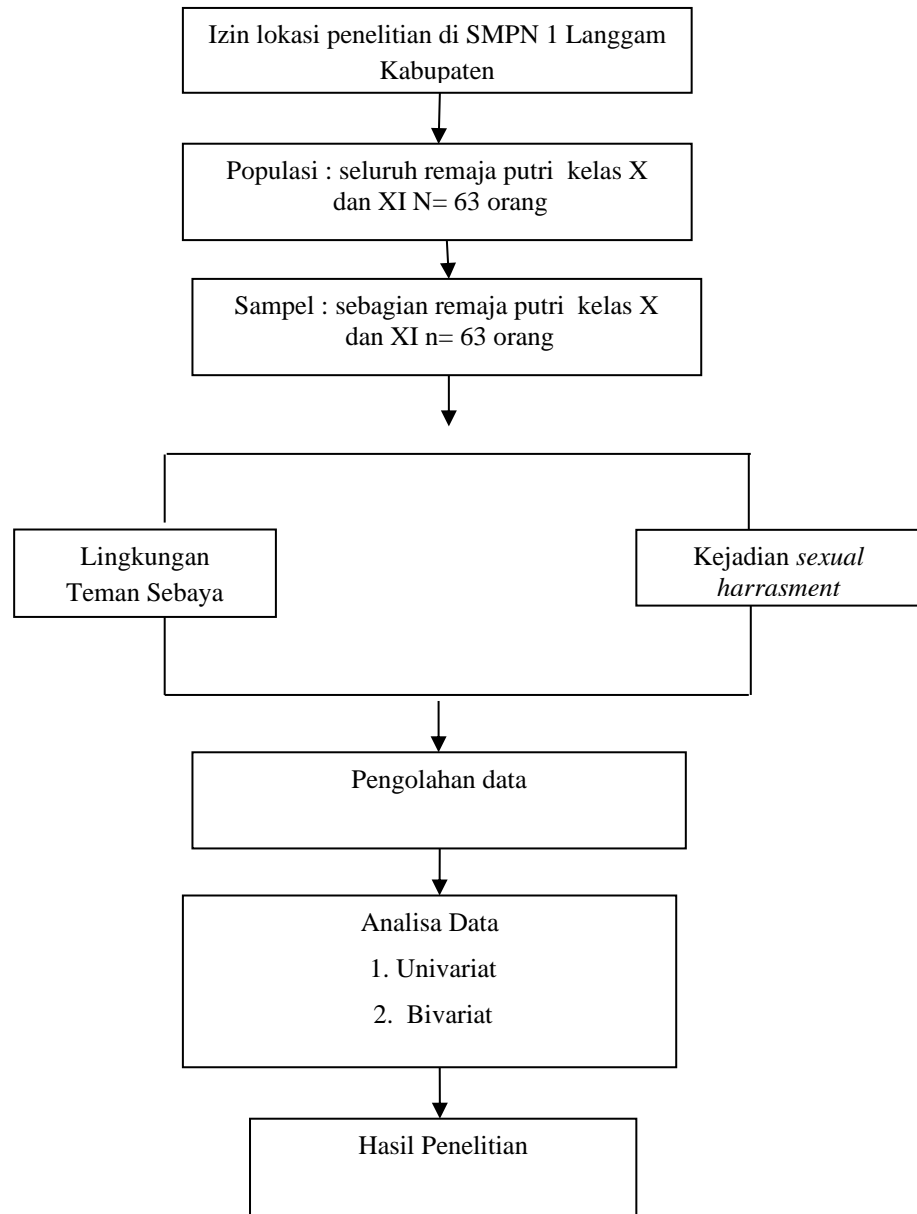 Izin lokasi penelitian di SMPN 1 Langgam
Kabupaten
Populasi : seluruh remaja putri kelas X
dan XI N= 63 orang
Sampel : sebagian remaja putri kelas X
dan XI n= 63 orang
Lingkungan
Teman Sebaya
Kejadian sexual
harrasment
Pengolahan data
Analisa Data
1. Univariat
2. Bivariat
Hasil Penelitian